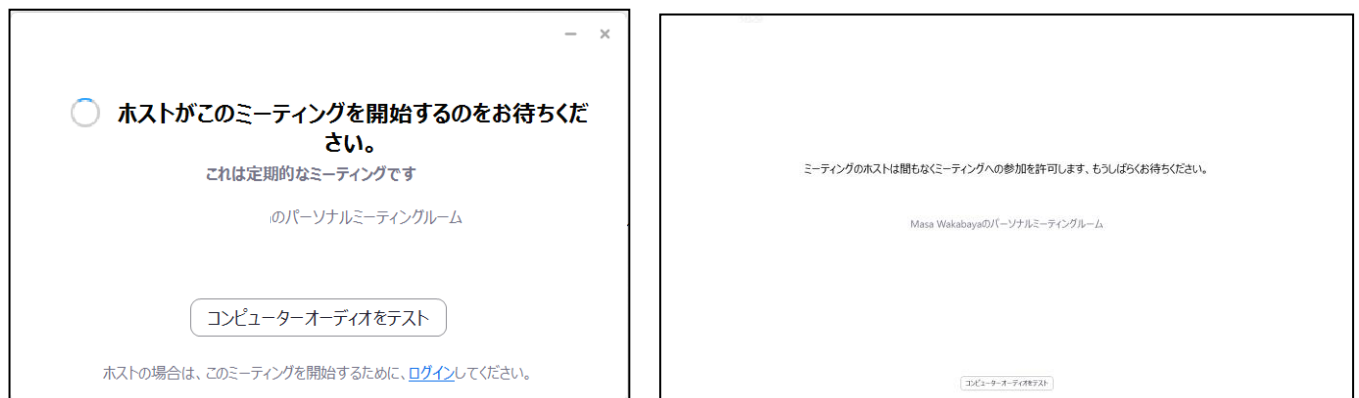 ホストがこのミーティングを開始するのをお待ちくだ
さい。
これは定期的なミーティングです
のパーソナルミーティングルーム
コンピューターオーディオをテスト
ホストの場合は、このミーティングを開始するために、ログインしてください。
ミーティングのホストは間もなくミーティングへの参加を許可します、もうしばらくお待ちください。
Masa Wakabayaのパーソナルミーティングルーム
コンピューターオーディオをテスト